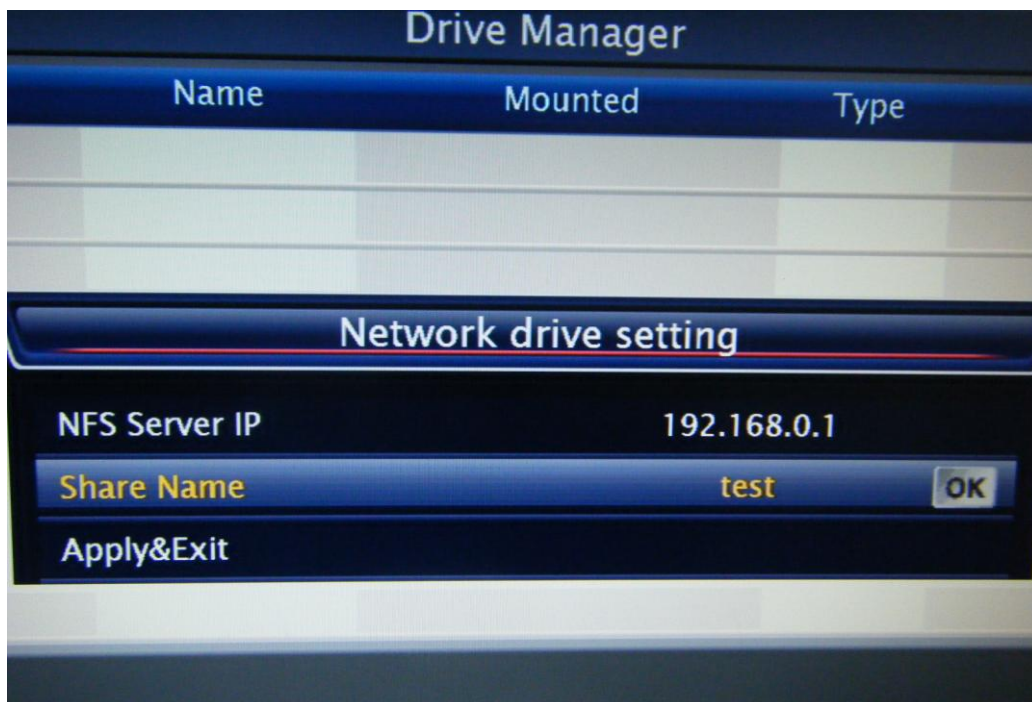 Drive Manager
Name Mounted Type
Network drive setting
NFS Server IP 192.168.0.1
Share Name test OK
Apply&Exit